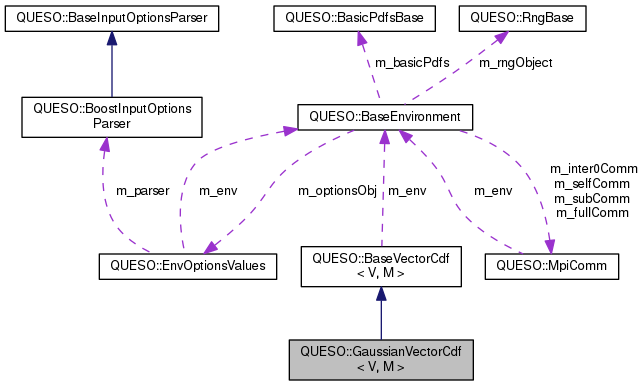 QUESO::BaseInputOptionsParser
QUESO::BasicPdfsBase
QUESO::RngBase
m_basicPdfs
m_rngObject
QUESO::BoostInputOptions
Parser
QUESO::BaseEnvironment
m_parser
m_env
m_optionsObj
m_env
m_env
m_inter0Comm
m_selfComm
m_subComm
m_fullComm
QUESO::EnvOptionsValues
QUESO::BaseVectorCdf
< V, M >
QUESO::MpiComm
QUESO::GaussianVectorCdf
< V, M >